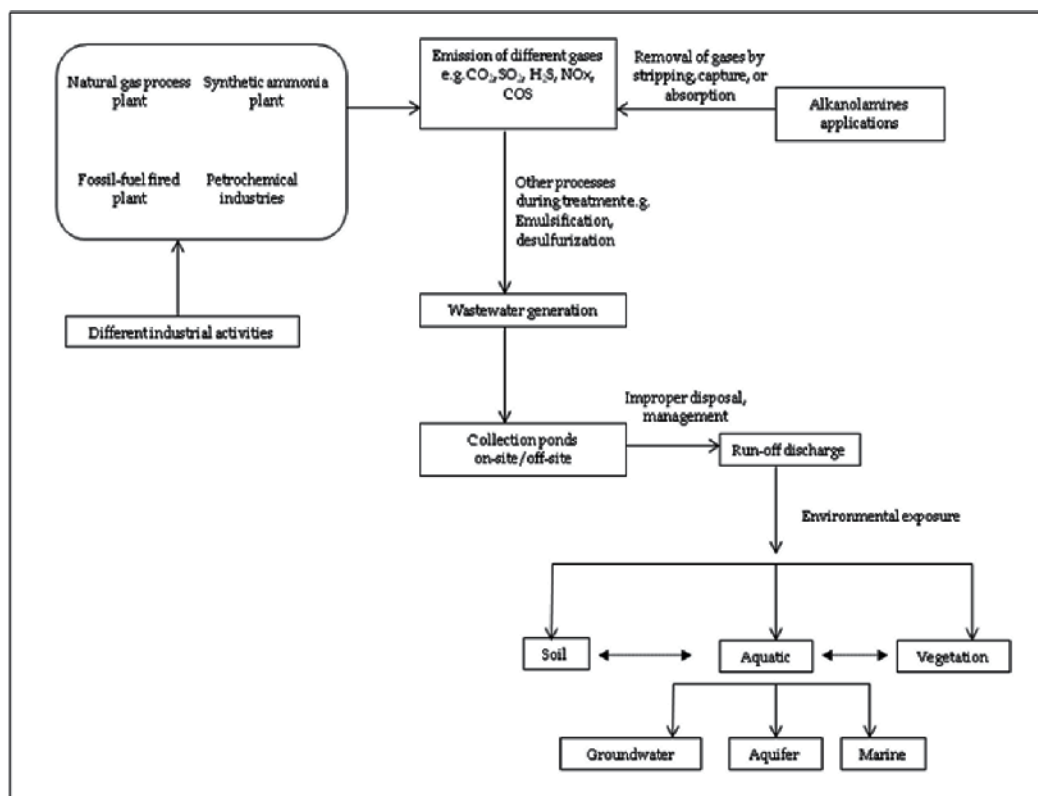 Natural gas process
plant
Synthetic ammonia
plant
Fossil-fuel fired
plant
Petrochemical
industries
Different industrial activities
Emission of different gases
e.g. CO₂, SO₂, H₂S, NOx,
COS
Removal of gases by
stripping, capture, or
absorption
Alkanolamines
applications
Other processes
during treatment e.g.
Emulsification,
desulfurization
Wastewater generation
Collection ponds
on-site/off-site
Improper disposal,
management
Run-off discharge
Environmental exposure
Soil
Aquatic
Vegetation
Groundwater
Aquifer
Marine